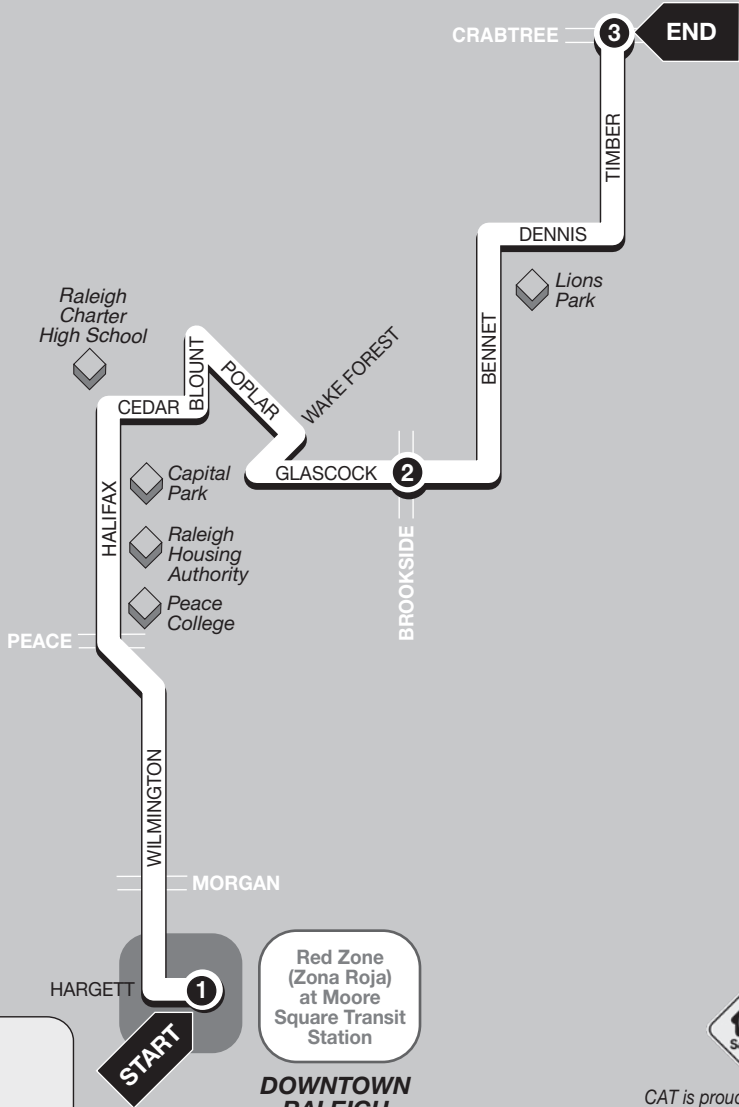 CRABTREE
3
END
TIMBER
DENNIS
Lions
Park
BENNET
Raleigh
Charter
High School
BLOUNT
POPLAR
WAKE FOREST
CEDAR
GLASCOCK
2
BROOKSIDE
HALIFAX
Capital
Park
Raleigh
Housing
Authority
Peace
College
PEACE
WILMINGTON
MORGAN
HARGETT
1
START
Red Zone
(Zona Roja)
at Moore
Square Transit
Station
DOWNTOWN
RALEIGH
CAT is proud